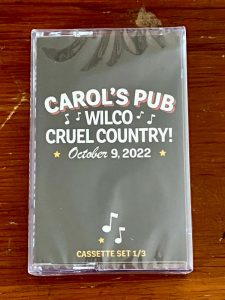 CAROL'S PUB
WILCO
CRUEL COUNTRY!
October 9, 2022
CASSETTE SET 1/3